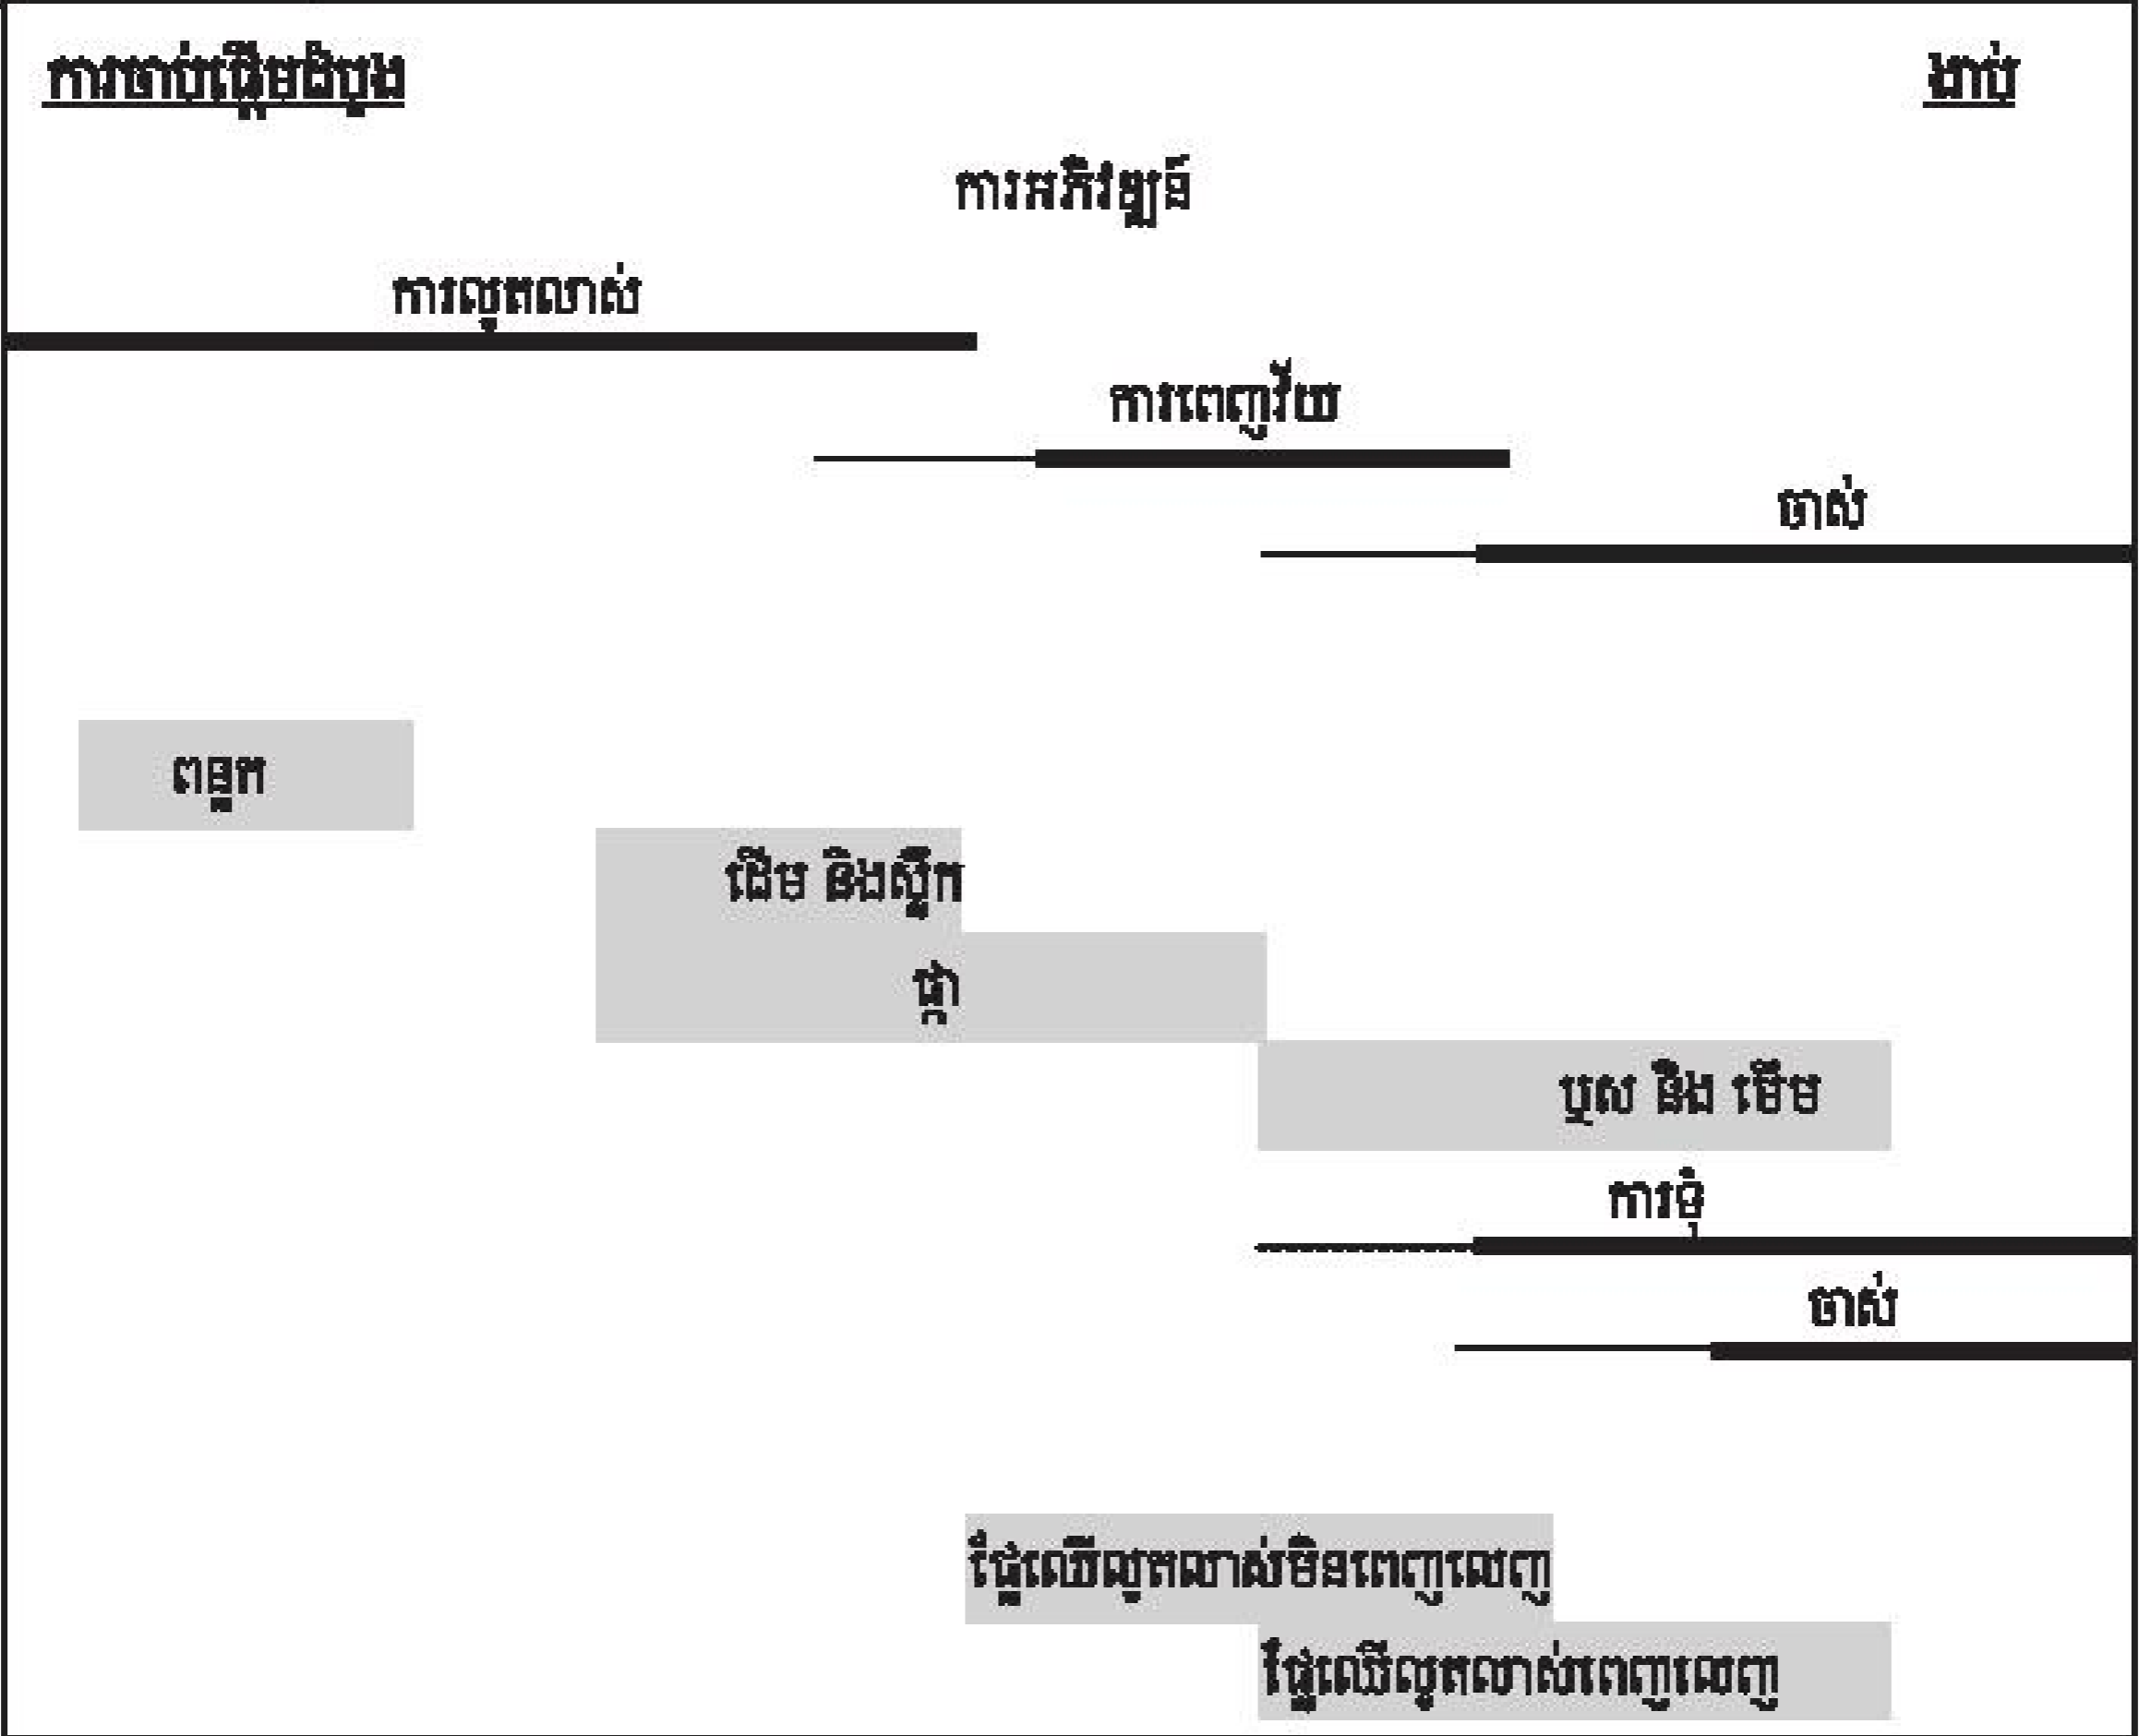 ការចាប់ផ្តើមដំបូង ងាប់
ការអភិវឌ្ឍន៍
ការលូតលាស់
ការពេញវ័យ
ចាស់
ពន្លក
ដើម និងស្លឹក
ផ្កា
ឬស និង មើម
ការទុំ
ចាស់
ផ្លែឈើលូតលាស់មិនពេញលេញ
ផ្លែឈើលូតលាស់ពេញលេញ